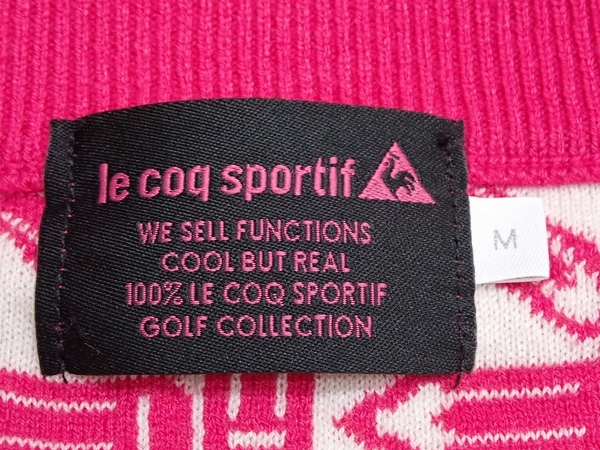 le coq sportif
WE SELL FUNCTIONS
COOL BUT REAL
100% LE COQ SPORTIF
GOLF COLLECTION
M